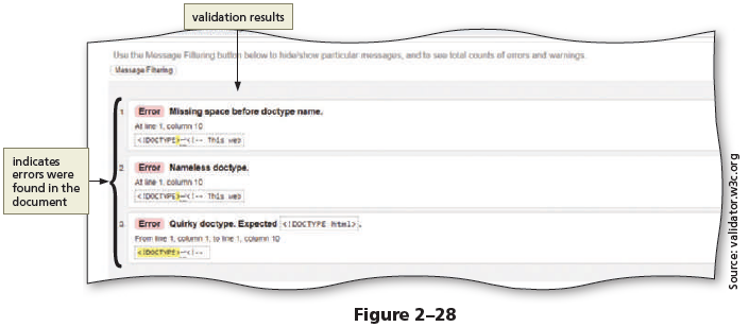 validation results
Use the Message Filtering button below to hide/show particular messages, and to see total counts of errors and warnings.
Message Filtering
indicates
errors were
found in the
document
1 Error Missing space before doctype name.
At line 1, column 10
<!DOCTYPE>↩<!-- This web
2 Error Nameless doctype.
At line 1, column 10
<!DOCTYPE>↩<!-- This web
3 Error Quirky doctype. Expected <!DOCTYPE html>.
From line 1, column 1; to line 1, column 10
<!DOCTYPE>↩<!--
Source: validator.w3c.org
Figure 2–28